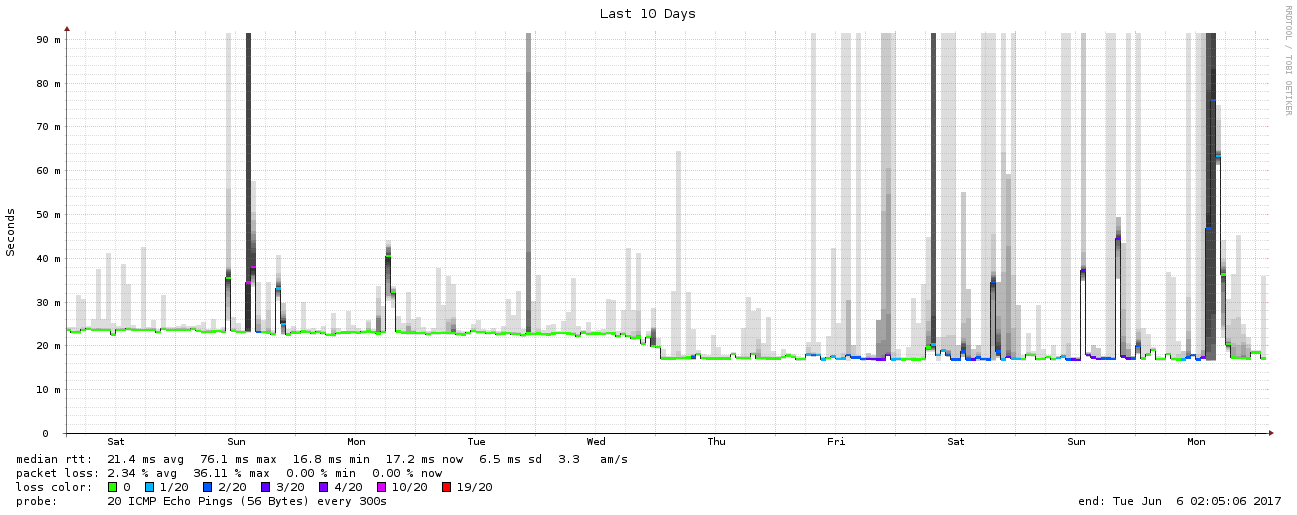 Last 10 Days
RRDTOOL / TOBI OETIKER
Seconds
90 m
80 m
70 m
60 m
50 m
40 m
30 m
20 m
10 m
0
Sat Sun Mon Tue Wed Thu Fri Sat Sun Mon
median rtt: 21.4 ms avg 76.1 ms max 16.8 ms min 17.2 ms now 6.5 ms sd 3.3 am/s
packet loss: 2.34 % avg 36.11 % max 0.00 % min 0.00 % now
loss color: 0 1/20 2/20 3/20 4/20 10/20 19/20
probe: 20 ICMP Echo Pings (56 Bytes) every 300s end: Tue Jun 6 02:05:06 2017